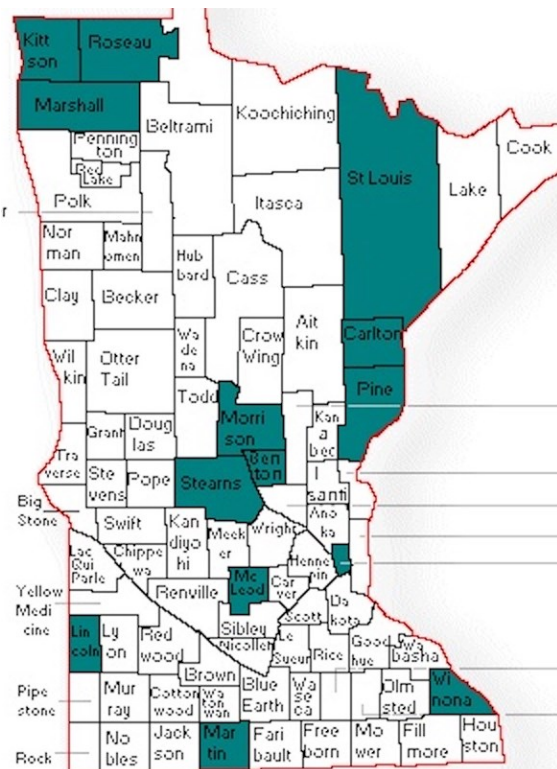 Kitt
son
Roseau
Marshall
Beltrami
Koochiching
Cook
Lake
St Louis
Itasca
Penning
ton
Red
Lake
Polk
r
Nor
man
Mahn
omen
Hub
bard
Cass
Clay
Becker
Ait
kin
Carlton
Wa
de
na
Crow
Wing
Wil
kin
Otter
Tail
Pine
Todd
Morri
son
Kan
a
bec
Grant
Doug
las
Tra
verse
Ste
vens
Pope
Stearns
Ben
ton
I
santi
Big
Stone
Swift
Kan
diyo
hi
Meek
er
Wright
Ano
ka
Lac
Qui
Parle
Chippe
wa
Henne
pin
Yellow
Medi
cine
Renville
Mc
Leod
Car
ver
Scott
Da
kota
Lin
coln
Ly
on
Red
wood
Sibley
Nicollet
Le
Sueur
Rice
Good
hue
Wa
basha
Brown
Pipe
stone
Mur
ray
Cotton
wood
Wa
ton
wan
Blue
Earth
Wa
se
ca
Olm
sted
Wi
nona
Rock
No
bles
Jack
son
Mar
tin
Fari
bault
Free
born
Mo
wer
Fill
more
Hou
ston